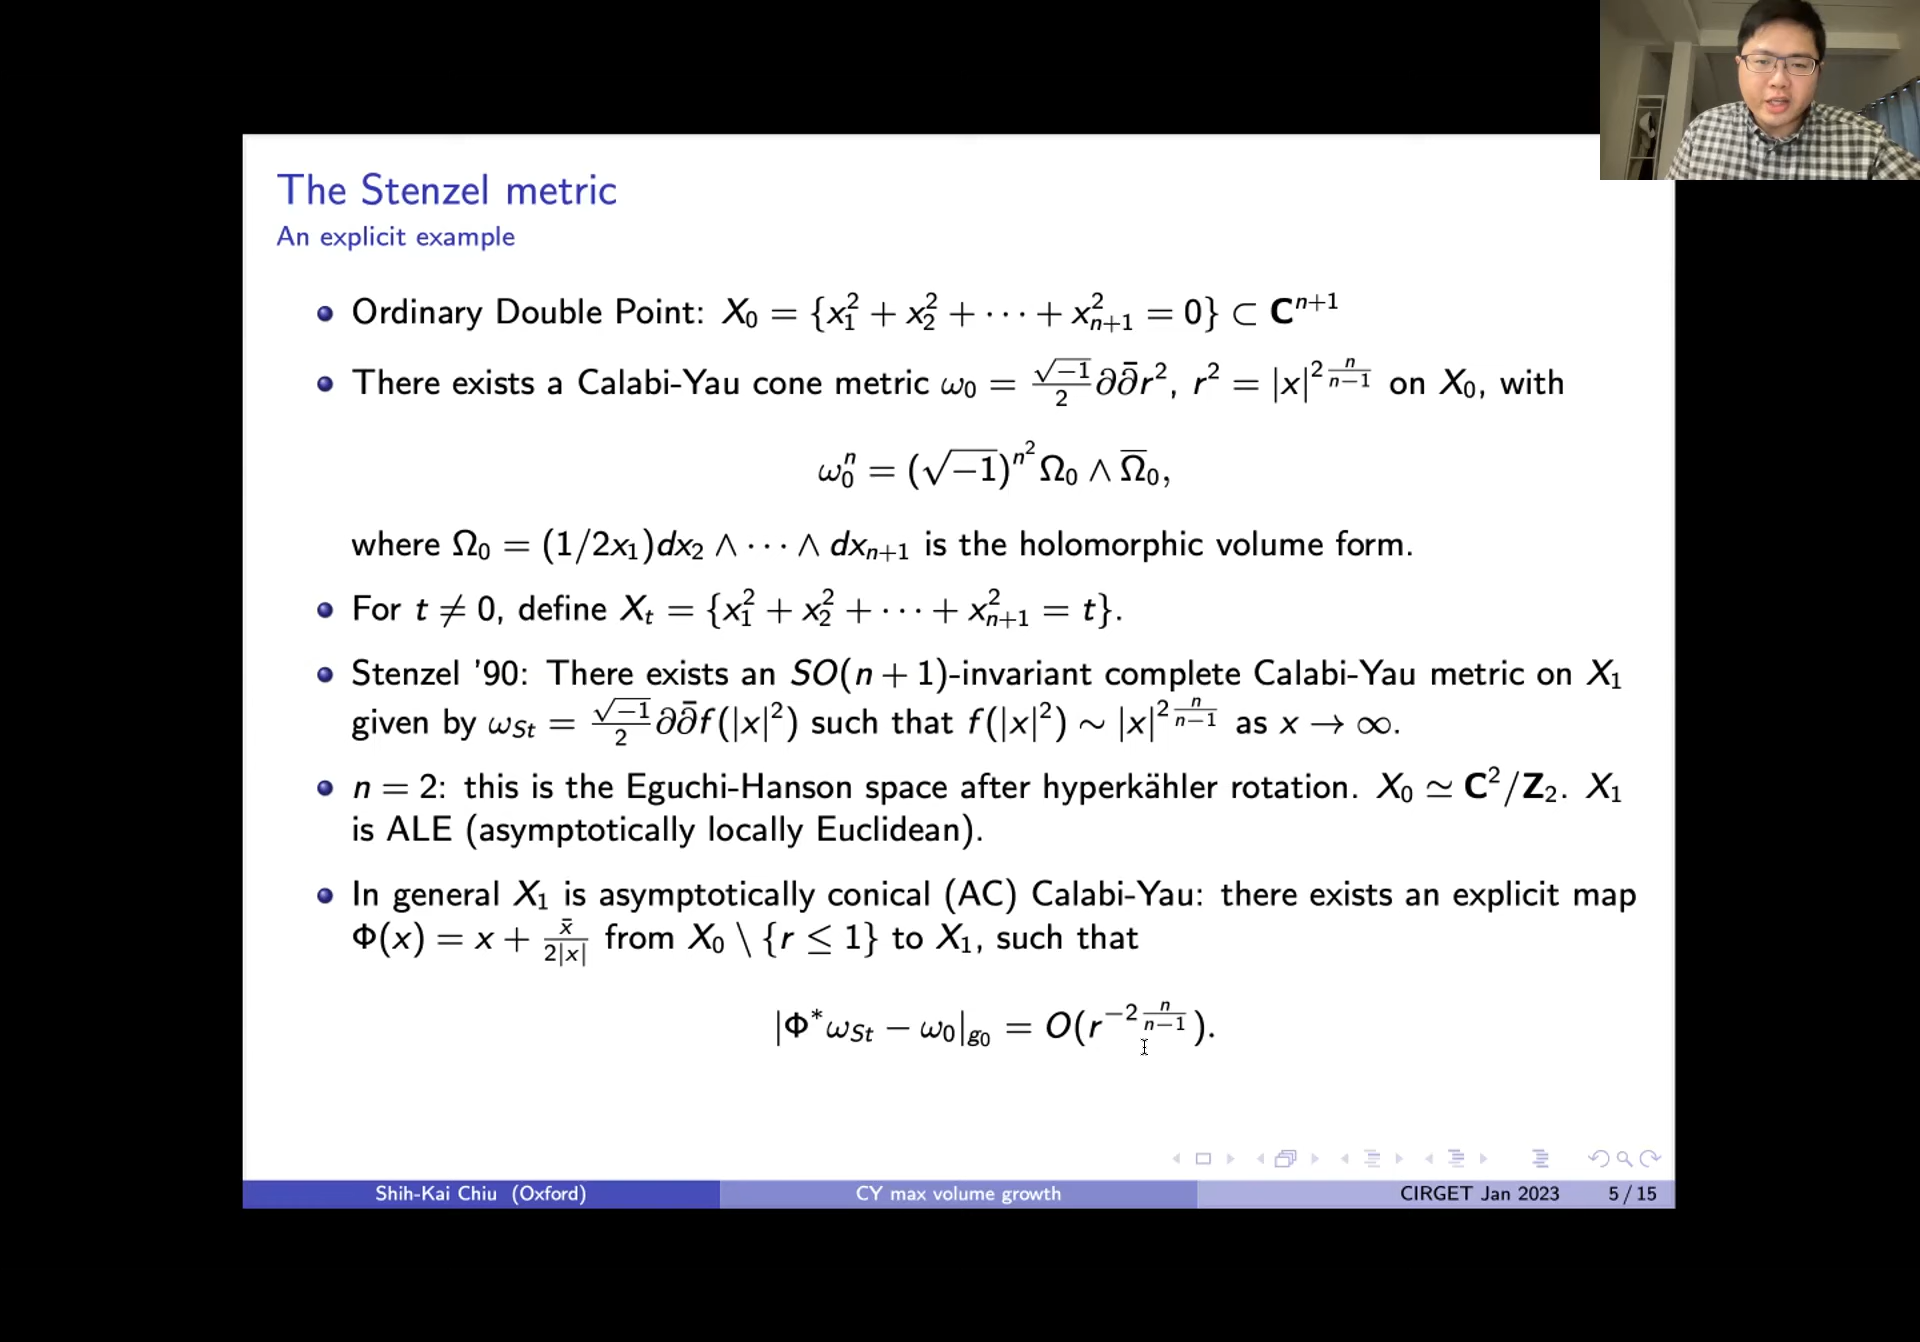 The Stenzel metric
An explicit example
• Ordinary Double Point: X₀ = {x₁² + x₂² + ⋯ + x²ₙ₊₁ = 0} ⊂ **C**ⁿ⁺¹
• There exists a Calabi-Yau cone metric ω₀ = (√−1/2)∂∂̄r², r² = |x|^{2 n/(n−1)} on X₀, with
ω₀ⁿ = (√−1)^{n²} Ω₀ ∧ Ω̄₀,
where Ω₀ = (1/2x₁)dx₂ ∧ ⋯ ∧ dxₙ₊₁ is the holomorphic volume form.
• For t ≠ 0, define Xₜ = {x₁² + x₂² + ⋯ + x²ₙ₊₁ = t}.
• Stenzel '90: There exists an SO(n + 1)-invariant complete Calabi-Yau metric on X₁
given by ω_{St} = (√−1/2)∂∂̄f(|x|²) such that f(|x|²) ∼ |x|^{2 n/(n−1)} as x → ∞.
• n = 2: this is the Eguchi-Hanson space after hyperkähler rotation. X₀ ≃ **C**²/**Z**₂. X₁
is ALE (asymptotically locally Euclidean).
• In general X₁ is asymptotically conical (AC) Calabi-Yau: there exists an explicit map
Φ(x) = x + x̄/(2|x|) from X₀ \ {r ≤ 1} to X₁, such that
|Φ*ω_{St} − ω₀|_{g₀} = O(r^{−2 n/(n−1)}).
Shih-Kai Chiu (Oxford) CY max volume growth CIRGET Jan 2023 5 / 15